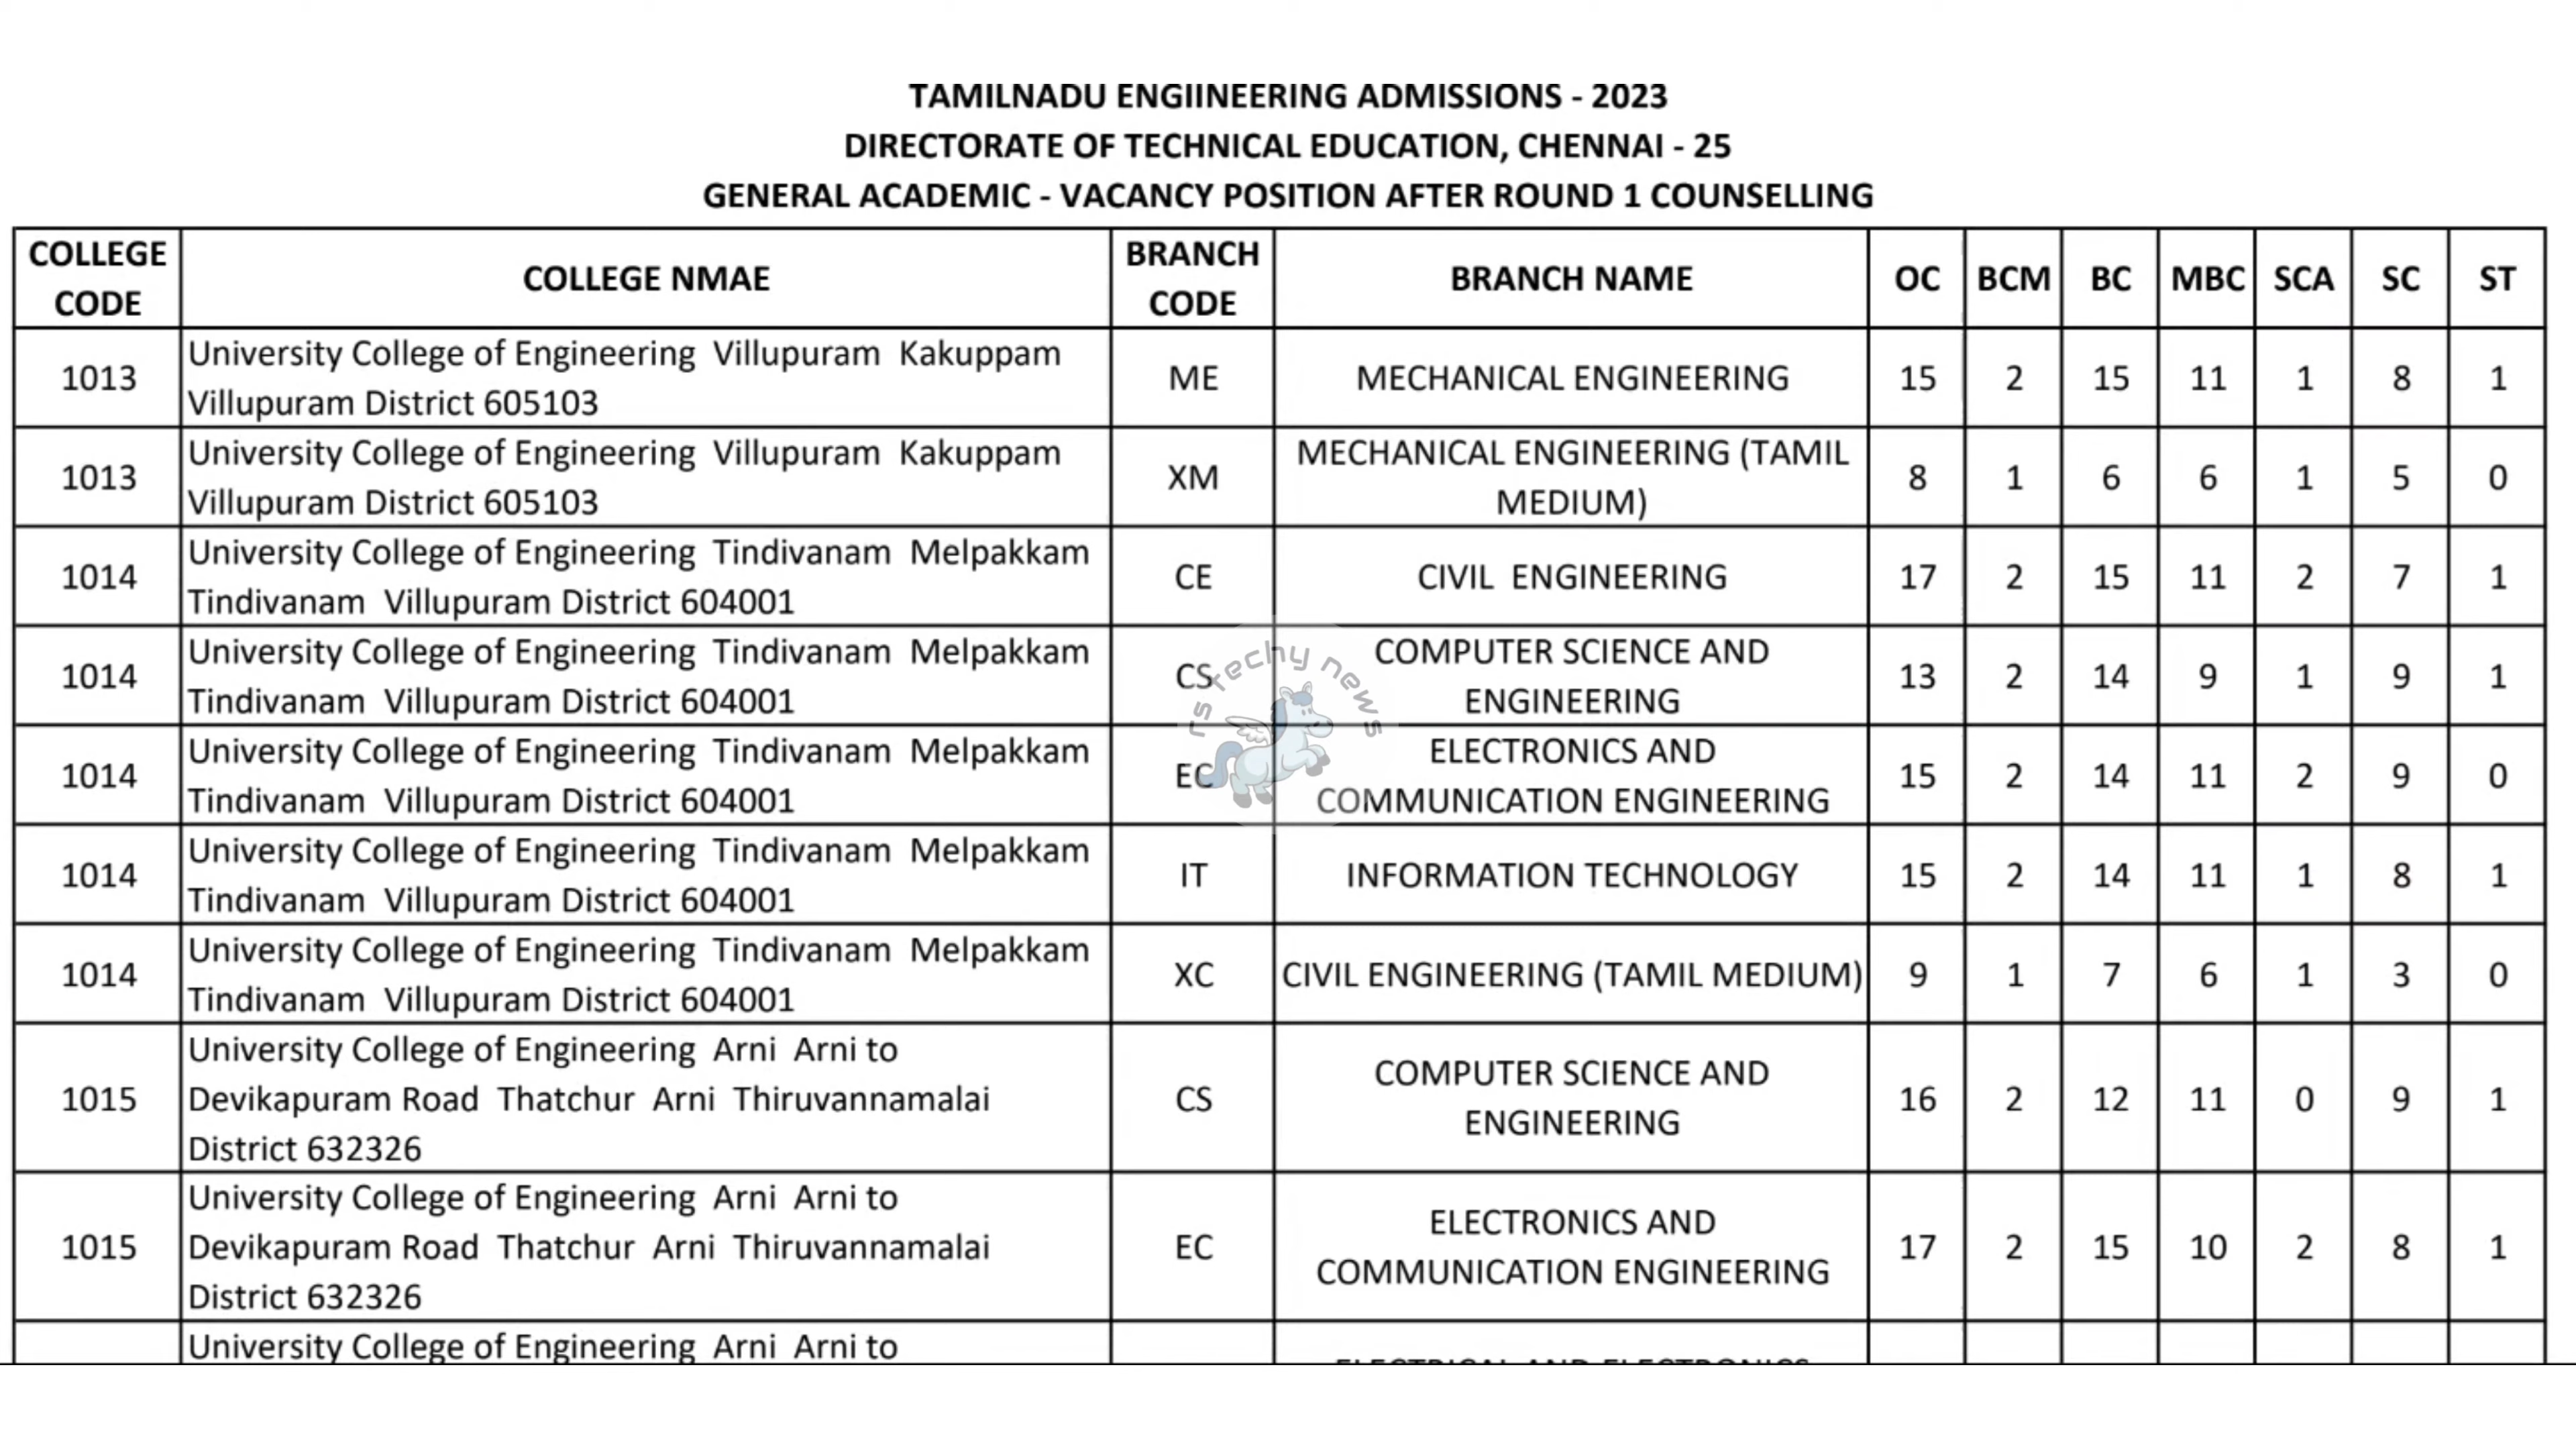 TAMILNADU ENGIINEERING ADMISSIONS - 2023
DIRECTORATE OF TECHNICAL EDUCATION, CHENNAI - 25
GENERAL ACADEMIC - VACANCY POSITION AFTER ROUND 1 COUNSELLING
COLLEGE CODE COLLEGE NMAE BRANCH CODE BRANCH NAME OC BCM BC MBC SCA SC ST
1013 University College of Engineering Villupuram Kakuppam Villupuram District 605103 ME MECHANICAL ENGINEERING 15 2 15 11 1 8 1
1013 University College of Engineering Villupuram Kakuppam Villupuram District 605103 XM MECHANICAL ENGINEERING (TAMIL MEDIUM) 8 1 6 6 1 5 0
1014 University College of Engineering Tindivanam Melpakkam Tindivanam Villupuram District 604001 CE CIVIL ENGINEERING 17 2 15 11 2 7 1
1014 University College of Engineering Tindivanam Melpakkam Tindivanam Villupuram District 604001 CS COMPUTER SCIENCE AND ENGINEERING 13 2 14 9 1 9 1
1014 University College of Engineering Tindivanam Melpakkam Tindivanam Villupuram District 604001 EC ELECTRONICS AND COMMUNICATION ENGINEERING 15 2 14 11 2 9 0
1014 University College of Engineering Tindivanam Melpakkam Tindivanam Villupuram District 604001 IT INFORMATION TECHNOLOGY 15 2 14 11 1 8 1
1014 University College of Engineering Tindivanam Melpakkam Tindivanam Villupuram District 604001 XC CIVIL ENGINEERING (TAMIL MEDIUM) 9 1 7 6 1 3 0
1015 University College of Engineering Arni Arni to Devikapuram Road Thatchur Arni Thiruvannamalai District 632326 CS COMPUTER SCIENCE AND ENGINEERING 16 2 12 11 0 9 1
1015 University College of Engineering Arni Arni to Devikapuram Road Thatchur Arni Thiruvannamalai District 632326 EC ELECTRONICS AND COMMUNICATION ENGINEERING 17 2 15 10 2 8 1
University College of Engineering Arni Arni to
rs techy news